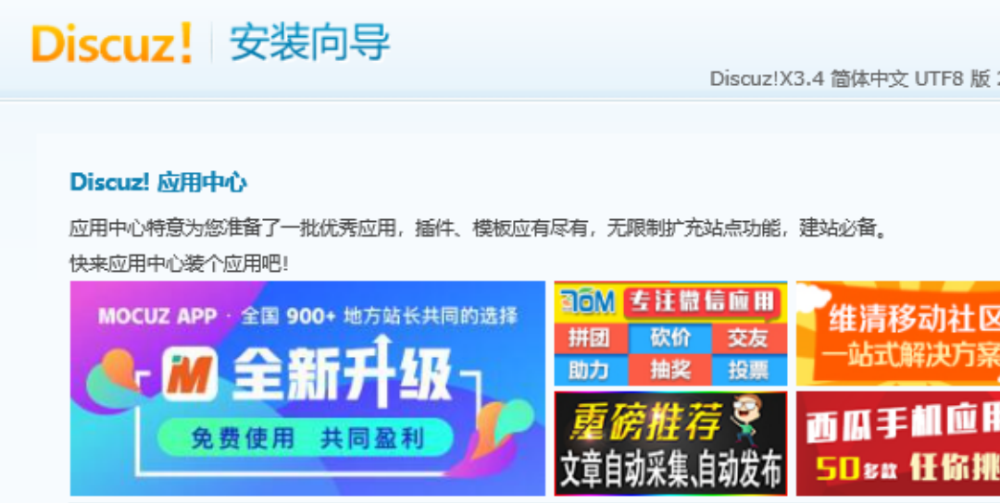 Discuz! 安装向导
Discuz!X3.4 简体中文 UTF8 版
Discuz! 应用中心
应用中心特意为您准备了一批优秀应用，插件、模板应有尽有，无限制扩充站点功能，建站必备。
快来应用中心装个应用吧!
MOCUZ APP · 全国 900+ 地方站长共同的选择
M 全新升级
免费使用 共同盈利
TOM 专注微信应用
拼团 砍价 交友
助力 抽奖 投票
重磅推荐
文章自动采集、自动发布
维清移动社区
一站式解决方案
西瓜手机应用
50多款 任你挑